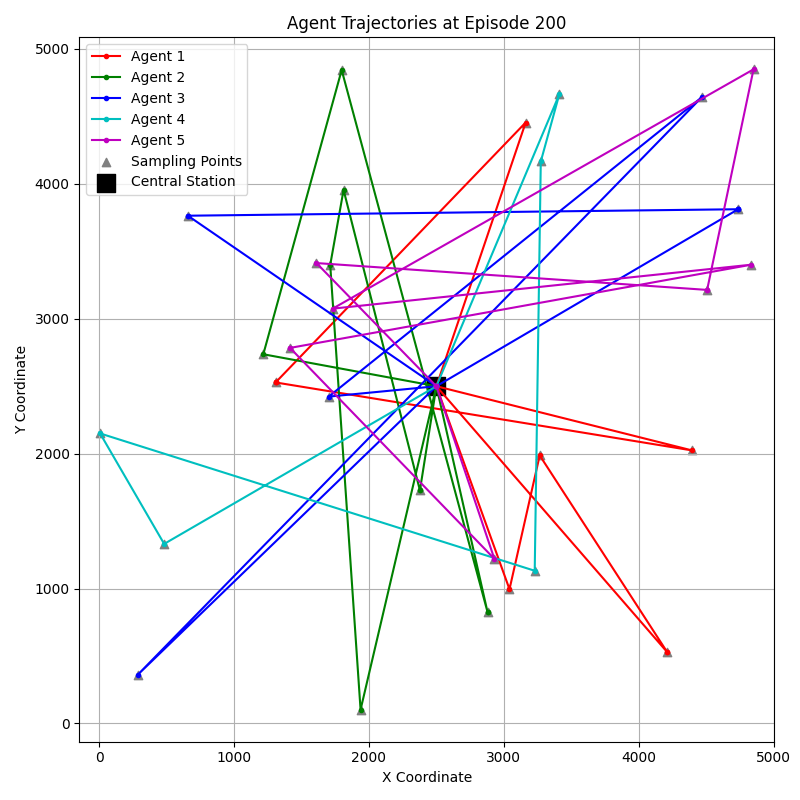 Agent Trajectories at Episode 200
Agent 1
Agent 2
Agent 3
Agent 4
Agent 5
Sampling Points
Central Station
5000
4000
3000
2000
1000
0
Y Coordinate
0 1000 2000 3000 4000 5000
X Coordinate